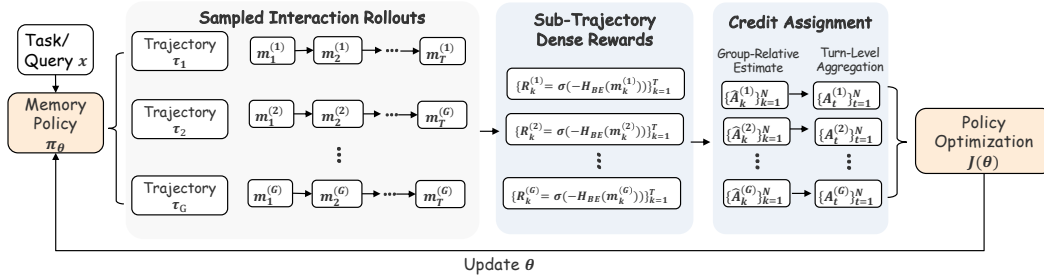 Sampled Interaction Rollouts
Sub-Trajectory
Dense Rewards
Credit Assignment
Task/
Query x
Memory
Policy
π_θ
Trajectory
τ_1
m_1^(1)
m_2^(1)
...
m_T^(1)
Trajectory
τ_2
m_1^(2)
m_2^(2)
...
m_T^(G)
⋮
Trajectory
τ_G
m_1^(G)
m_2^(G)
...
m_T^(G)
{R_k^(1) = σ(-H_BE(m_k^(1)))}_{k=1}^T
{R_k^(2) = σ(-H_BE(m_k^(2)))}_{k=1}^T
⋮
{R_k^(G) = σ(-H_BE(m_k^(G)))}_{k=1}^T
Group-Relative
Estimate
Turn-Level
Aggregation
{Â_k^(1)}_{k=1}^N
{A_t^(1)}_{t=1}^N
{Â_k^(2)}_{k=1}^N
{A_t^(2)}_{t=1}^N
⋮
⋮
{Â_k^(G)}_{k=1}^N
{A_t^(G)}_{t=1}^N
Policy
Optimization
J(θ)
Update θ